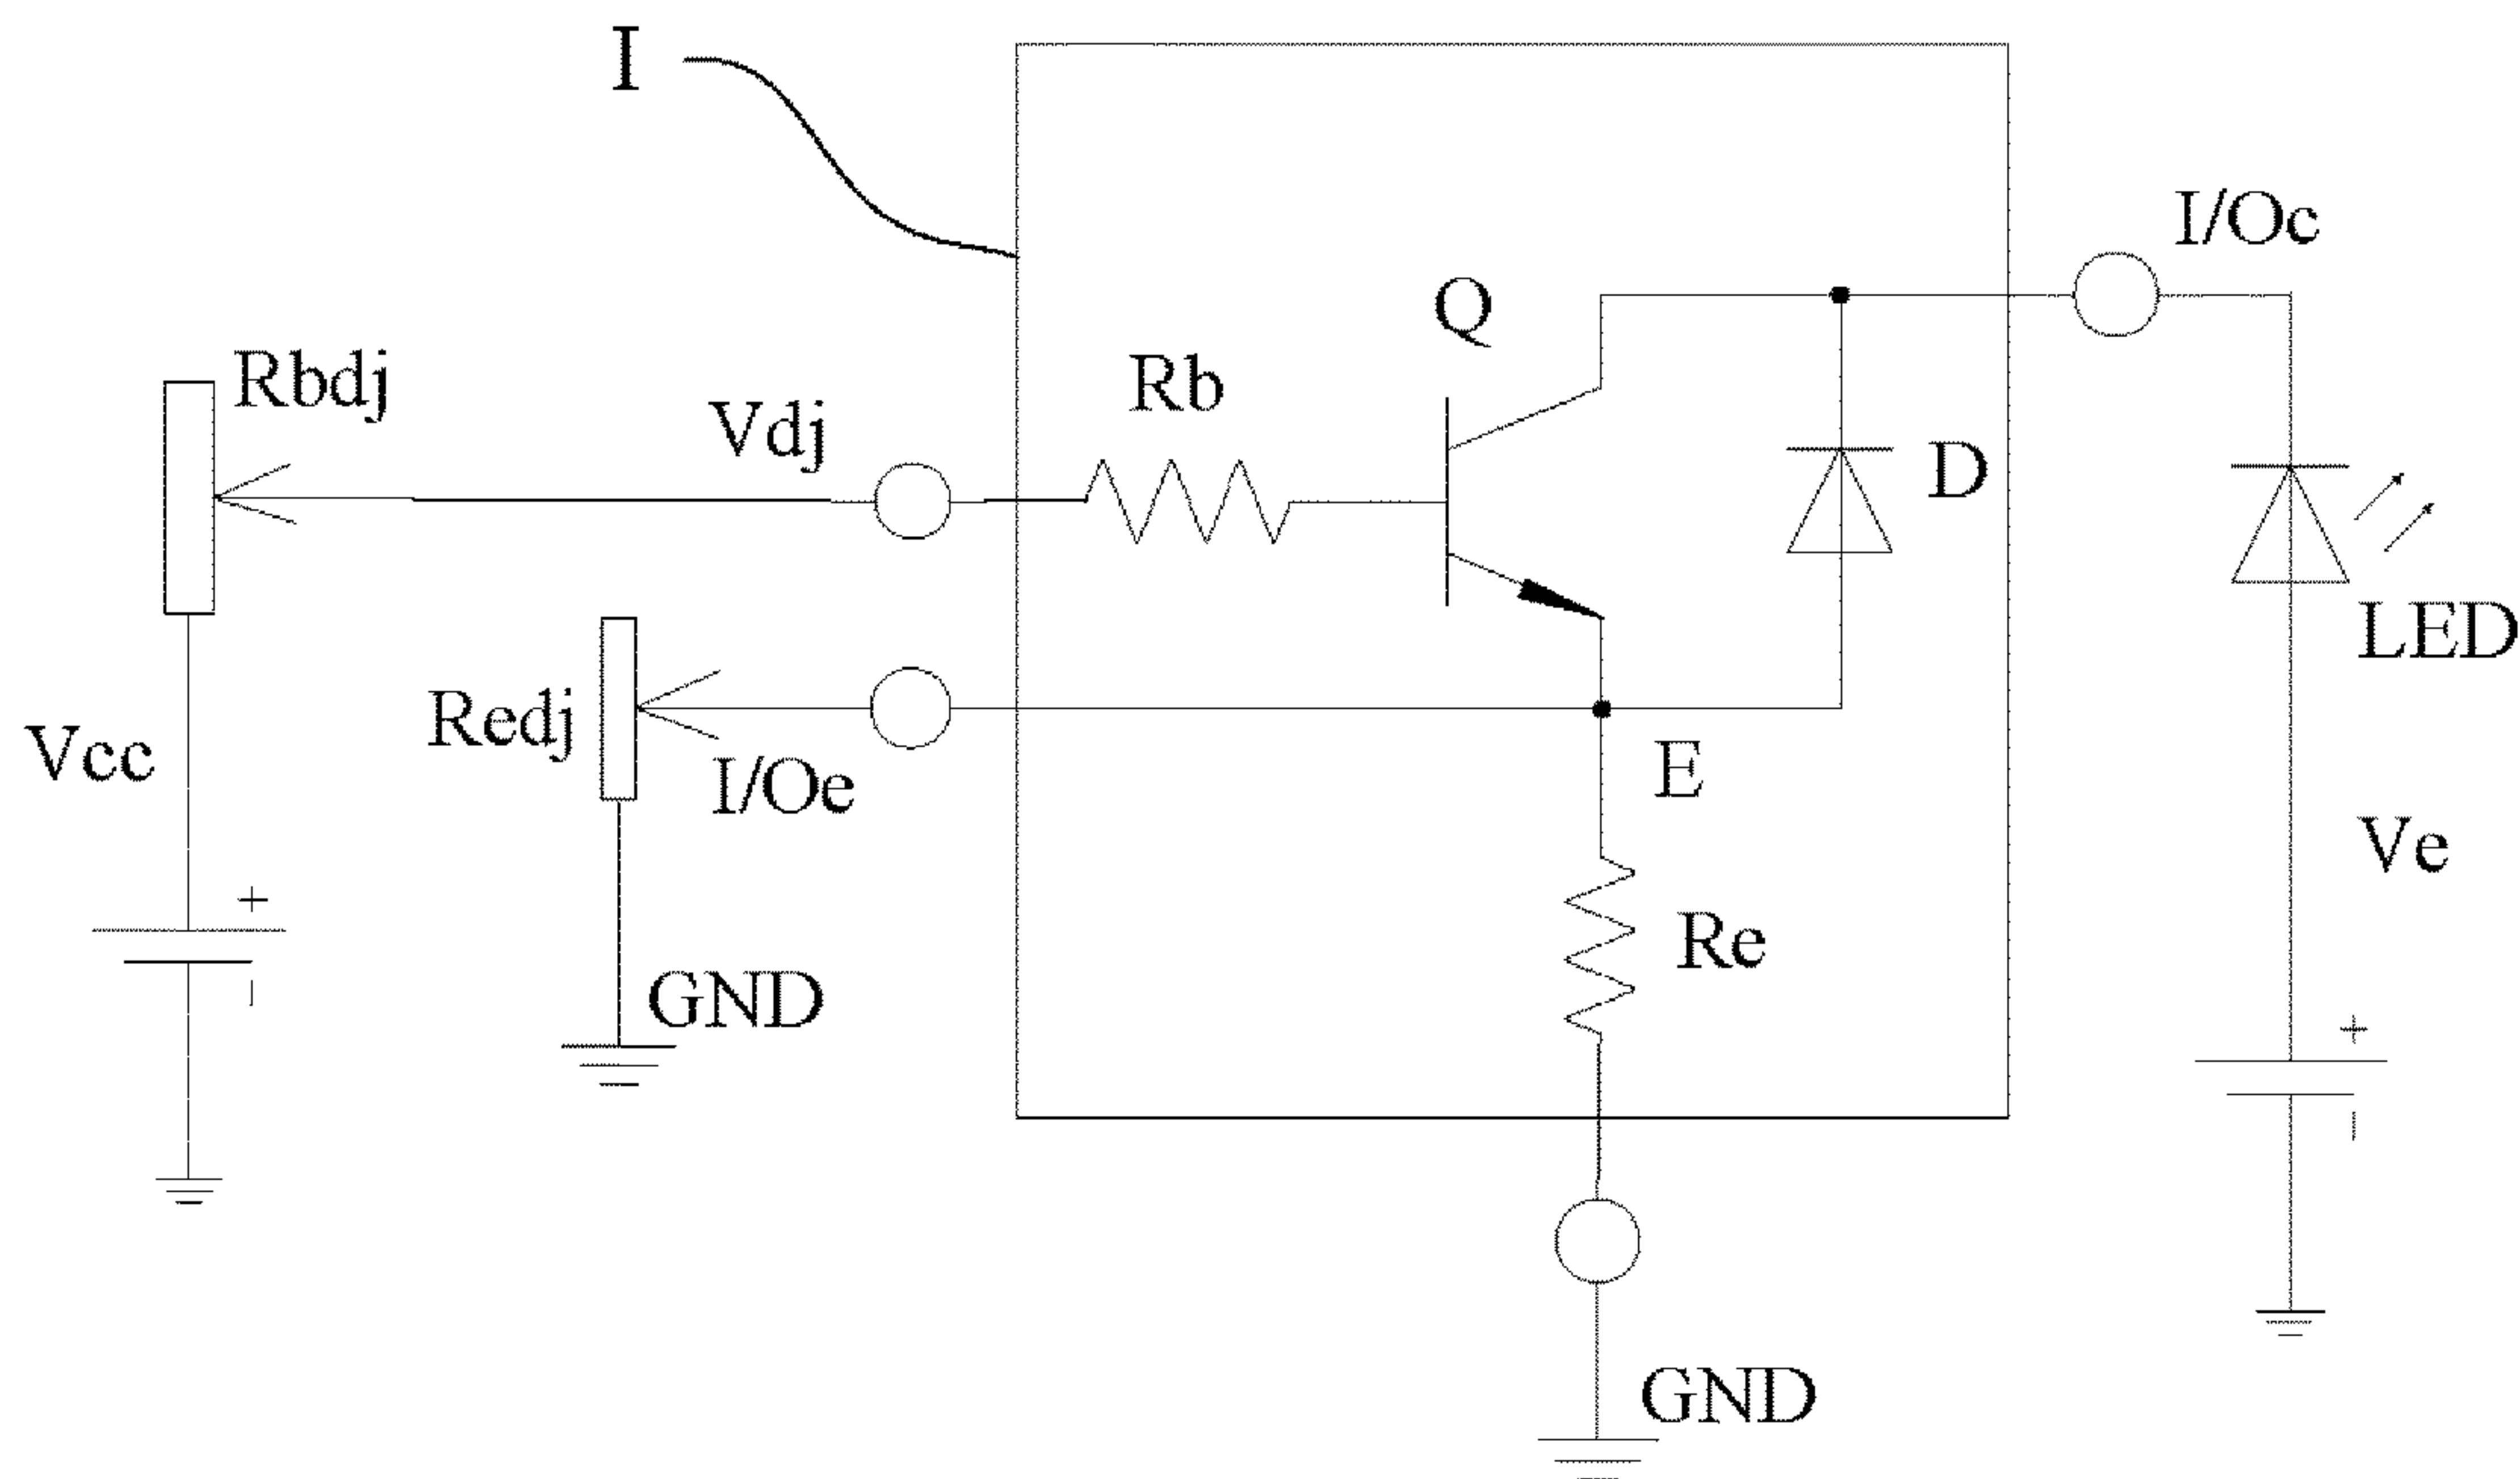 I
I/Oc
Q
Rbdj
Rb
Vdj
D
LED
Redj
Vcc
I/Oe
E
Ve
+
Re
-
GND
+
-
GND